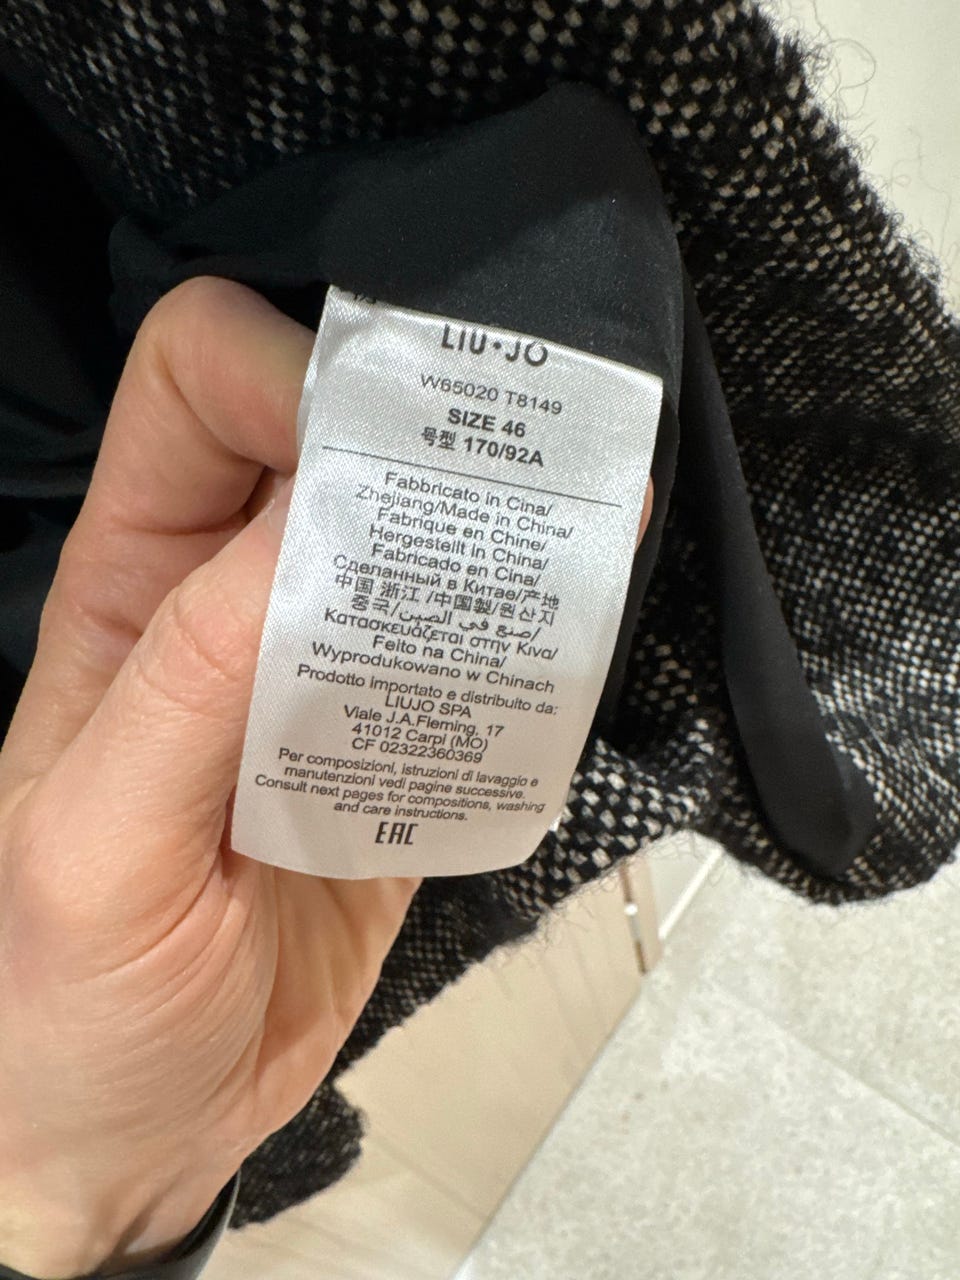 LIU•JO
W65020 T8149
SIZE 46
号型 170/92A
Fabbricato in Cina/
Zhejiang/Made in China/
Fabrique en Chine/
Hergestellt in China/
Fabricado en Cina/
Сделанный в Китае/产地
中国 浙江 /中国製/원산지
중국/صنع في الصين/
Κατασκευάζεται στην Κινα/
Feito na China/
Wyprodukowano w Chinach
Prodotto importato e distribuito da:
LIUJO SPA
Viale J.A.Fleming, 17
41012 Carpi (MO)
CF 02322360369
Per composizioni, istruzioni di lavaggio e
manutenzioni vedi pagine successive.
Consult next pages for compositions, washing
and care instructions.
EAC